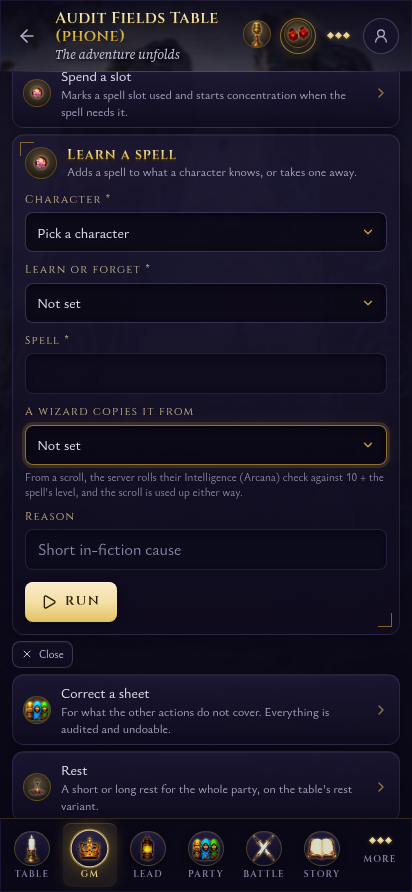 Audit Fields Table
(phone)
The adventure unfolds
Spend a slot
Marks a spell slot used and starts concentration when the
spell needs it.
Learn a spell
Adds a spell to what a character knows, or takes one away.
Character *
Pick a character
Learn or forget *
Not set
Spell *
A wizard copies it from
Not set
From a scroll, the server rolls their Intelligence (Arcana) check against 10 + the
spell's level, and the scroll is used up either way.
Reason
Short in-fiction cause
Run
Close
Correct a sheet
For what the other actions do not cover. Everything is
audited and undoable.
Rest
A short or long rest for the whole party, on the table's rest
variant.
Table
GM
Lead
Party
Battle
Story
More